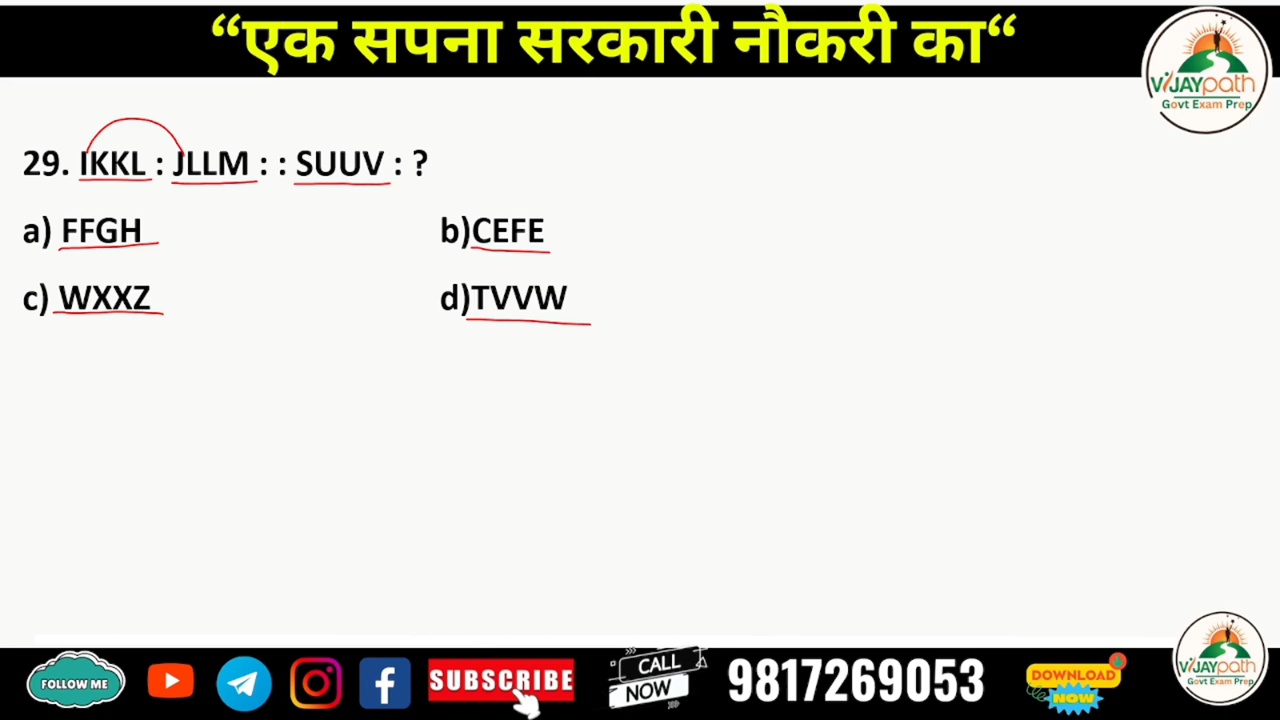 “एक सपना सरकारी नौकरी का“
ViJAYpath
Govt Exam Prep
29. IKKL : JLLM : : SUUV : ?
a) FFGH b)CEFE
c) WXXZ d)TVVW
ViJAYpath
Govt Exam Prep
FOLLOW ME SUBSCRIBE CALL NOW 9817269053 DOWNLOAD NOW